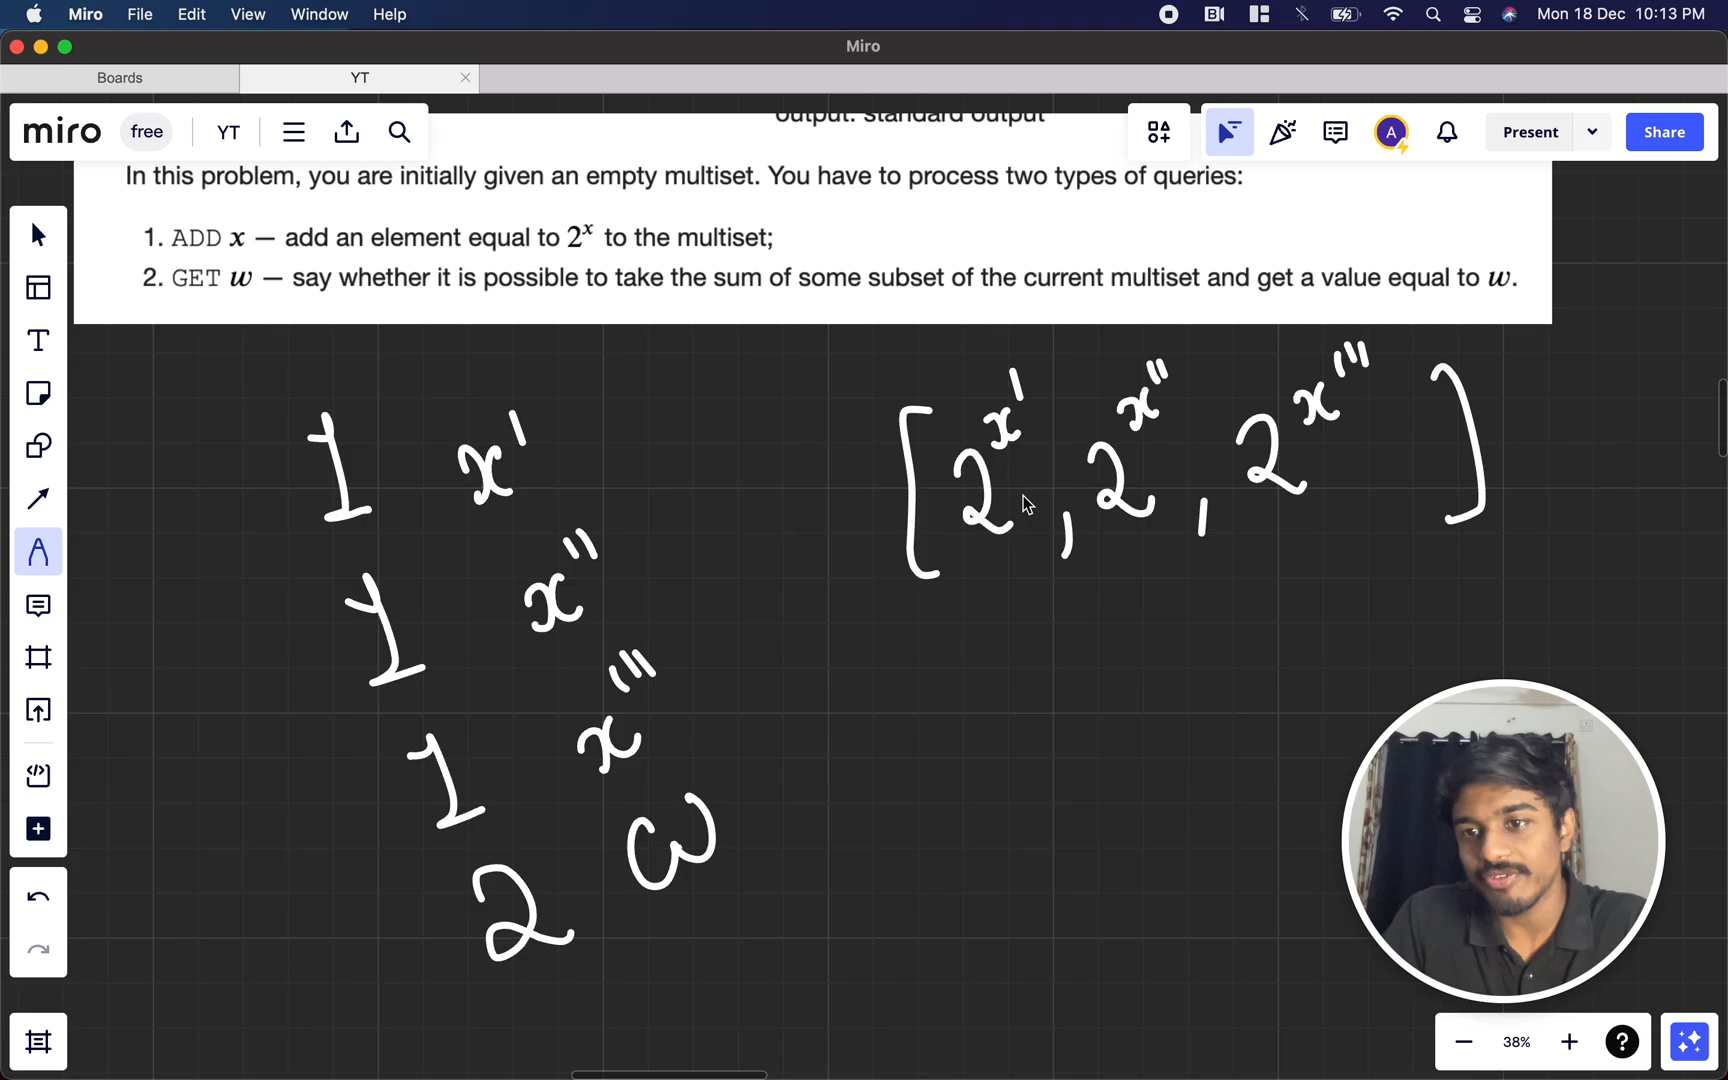 Miro File Edit View Window Help Mon 18 Dec 10:13 PM
Miro
Boards YT
miro free YT Present Share
A
output: standard output
In this problem, you are initially given an empty multiset. You have to process two types of queries:
1. ADD x — add an element equal to 2^x to the multiset;
2. GET w — say whether it is possible to take the sum of some subset of the current multiset and get a value equal to w.
1 x' [2^x', 2^x'', 2^x''']
1 x''
1 x'''
2 ω
38% ?